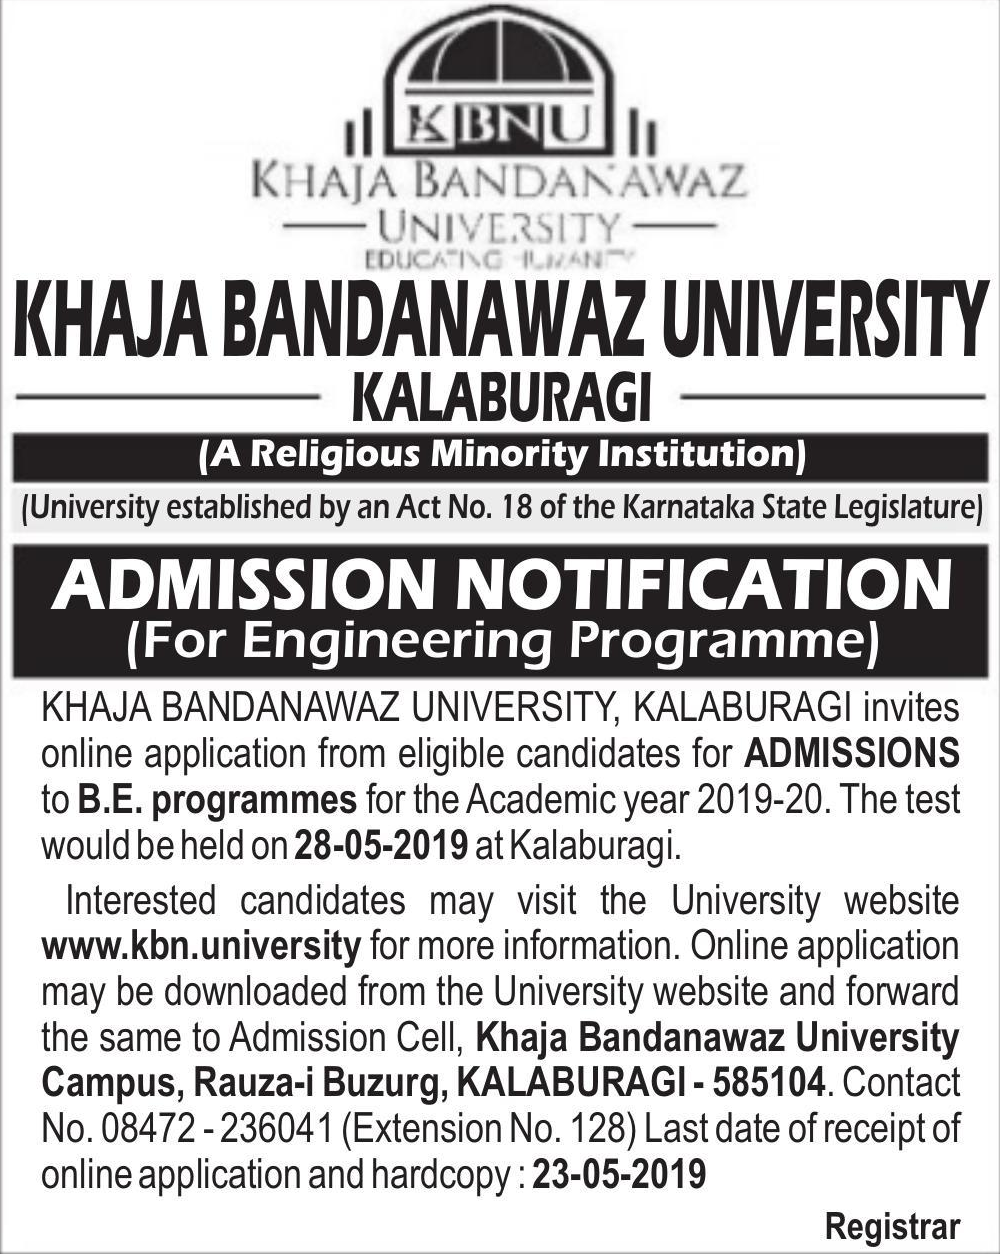 KBNU
KHAJA BANDANAWAZ
UNIVERSITY
EDUCATING HUMANITY
KHAJA BANDANAWAZ UNIVERSITY
KALABURAGI
(A Religious Minority Institution)
(University established by an Act No. 18 of the Karnataka State Legislature)
ADMISSION NOTIFICATION
(For Engineering Programme)
KHAJA BANDANAWAZ UNIVERSITY, KALABURAGI invites
online application from eligible candidates for ADMISSIONS
to B.E. programmes for the Academic year 2019-20. The test
would be held on 28-05-2019 at Kalaburagi.
Interested candidates may visit the University website
www.kbn.university for more information. Online application
may be downloaded from the University website and forward
the same to Admission Cell, Khaja Bandanawaz University
Campus, Rauza-i Buzurg, KALABURAGI - 585104. Contact
No. 08472 - 236041 (Extension No. 128) Last date of receipt of
online application and hardcopy : 23-05-2019
Registrar